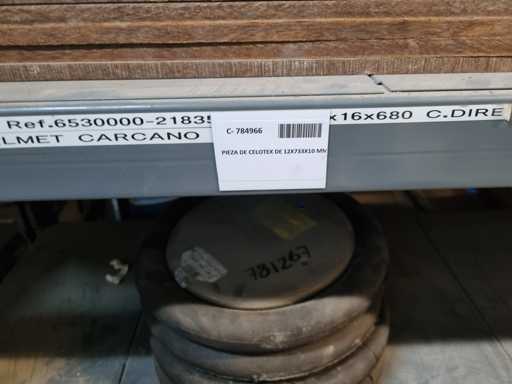 Ref.6530000-2183
x16x680 C.DIRE
LMET CARCANO
C- 784966
PIEZA DE CELOTEX DE 12X733X10 MM
781267